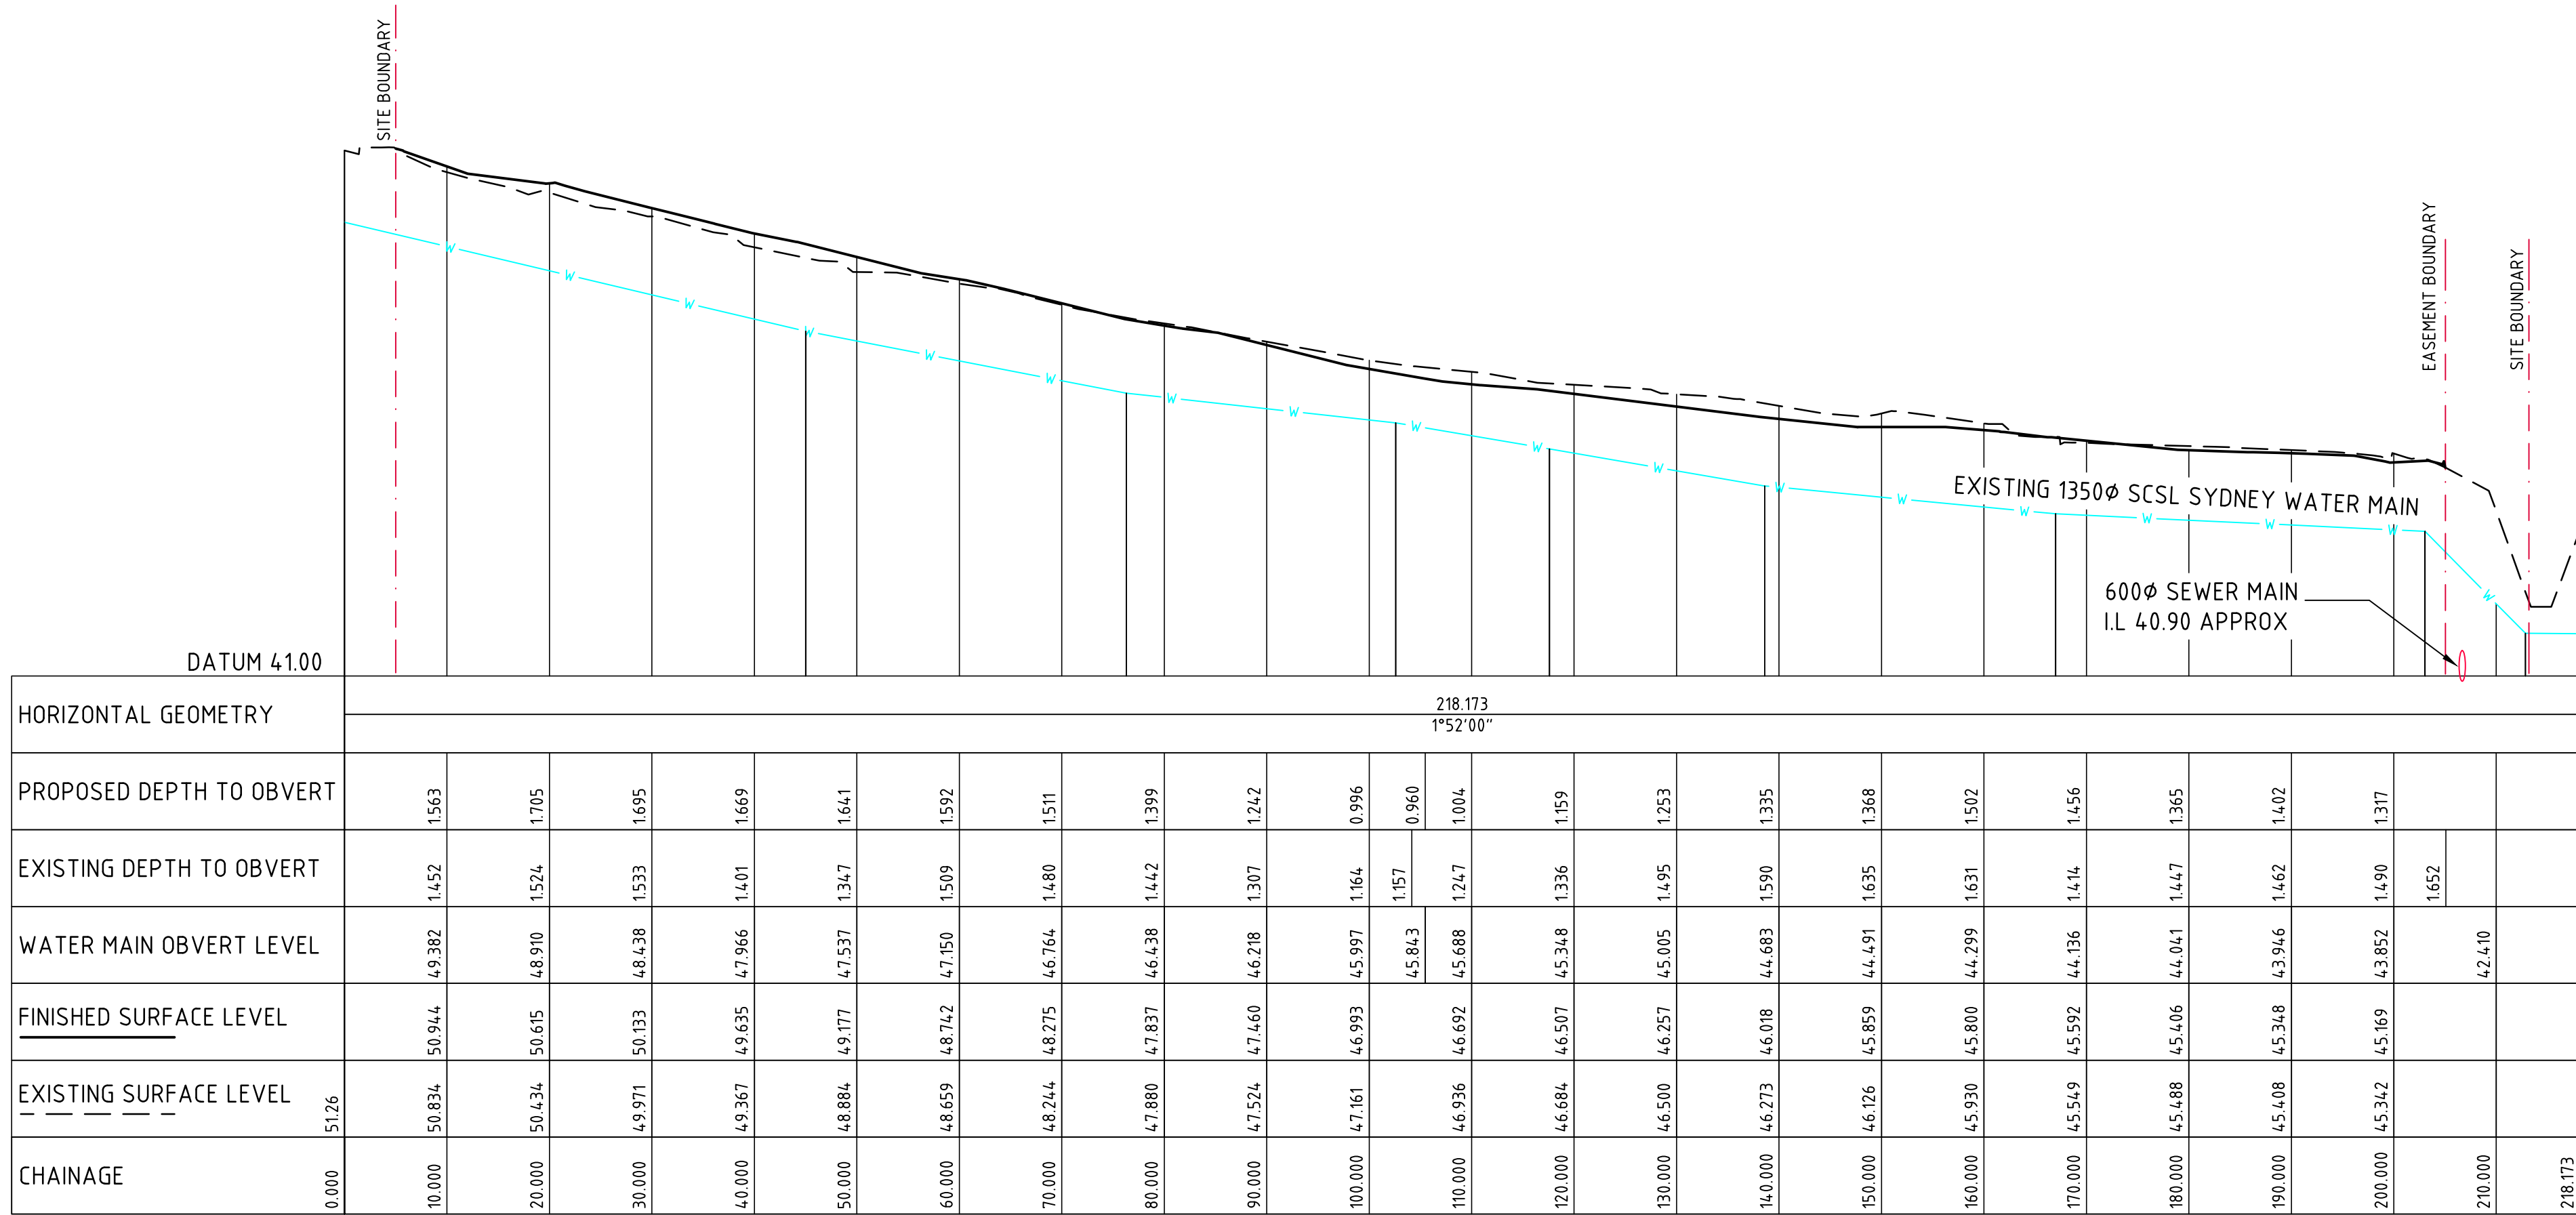 SITE BOUNDARY
EASEMENT BOUNDARY
SITE BOUNDARY
W W W W W W W W W W W W W W W W W W
EXISTING 1350Ø SCSL SYDNEY WATER MAIN
600Ø SEWER MAIN
I.L 40.90 APPROX
DATUM 41.00
HORIZONTAL GEOMETRY
218.173
1°52'00"
PROPOSED DEPTH TO OBVERT 1.563 1.705 1.695 1.669 1.641 1.592 1.511 1.399 1.242 0.996 0.960 1.004 1.159 1.253 1.335 1.368 1.502 1.456 1.365 1.402 1.317
EXISTING DEPTH TO OBVERT 1.452 1.524 1.533 1.401 1.347 1.509 1.480 1.442 1.307 1.164 1.157 1.247 1.336 1.495 1.590 1.635 1.631 1.414 1.447 1.462 1.490 1.652
WATER MAIN OBVERT LEVEL 49.382 48.910 48.438 47.966 47.537 47.150 46.764 46.438 46.218 45.997 45.843 45.688 45.348 45.005 44.683 44.491 44.299 44.136 44.041 43.946 43.852 42.410
FINISHED SURFACE LEVEL 50.944 50.615 50.133 49.635 49.177 48.742 48.275 47.837 47.460 46.993 46.692 46.507 46.257 46.018 45.859 45.800 45.592 45.406 45.348 45.169
EXISTING SURFACE LEVEL 51.26 50.834 50.434 49.971 49.367 48.884 48.659 48.244 47.880 47.524 47.161 46.936 46.684 46.500 46.273 46.126 45.930 45.549 45.488 45.408 45.342
CHAINAGE 0.000 10.000 20.000 30.000 40.000 50.000 60.000 70.000 80.000 90.000 100.000 110.000 120.000 130.000 140.000 150.000 160.000 170.000 180.000 190.000 200.000 210.000 218.173